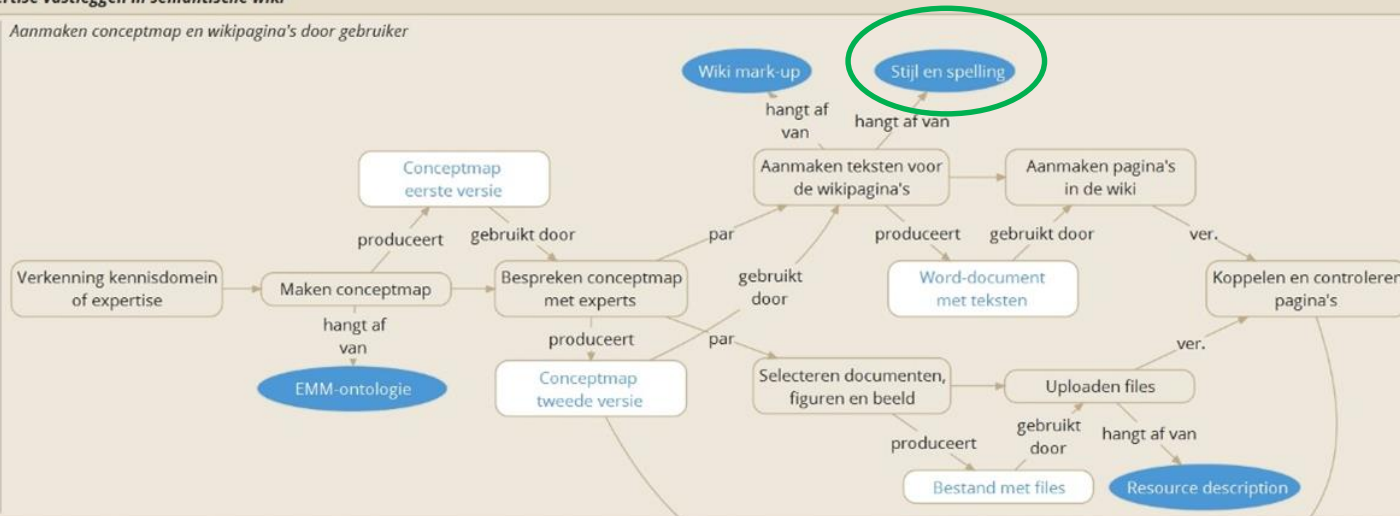 Aanmaken conceptmap en wikipagina's door gebruiker
Wiki mark-up
Stijl en spelling
hangt af
van
hangt af van
Conceptmap
eerste versie
Aanmaken teksten voor
de wikipagina's
Aanmaken pagina's
in de wiki
produceert
gebruikt door
par
produceert
gebruikt door
ver.
Verkenning kennisdomein
of expertise
Maken conceptmap
Bespreken conceptmap
met experts
gebruikt
door
Word-document
met teksten
Koppelen en controleren
pagina's
hangt af
van
produceert
par
ver.
EMM-ontologie
Conceptmap
tweede versie
Selecteren documenten,
figuren en beeld
Uploaden files
produceert
gebruikt
door
hangt af van
Bestand met files
Resource description